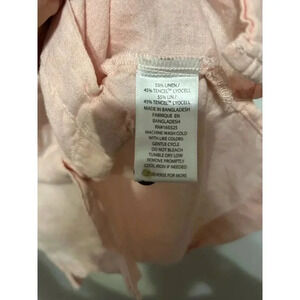 55% LINEN /
45% TENCEL™ LYOCELL
55% LIN /
45% TENCEL™ LYOCELL
MADE IN BANGLADESH
FABRIQUE EN
BANGLADESH
MACHINE WASH COLD
WITH LIKE COLORS
GENTLE CYCLE
DO NOT BLEACH
TUMBLE DRY LOW
REMOVE PROMPTLY
COOL IRON IF NEEDED
REVERSE FOR MORE